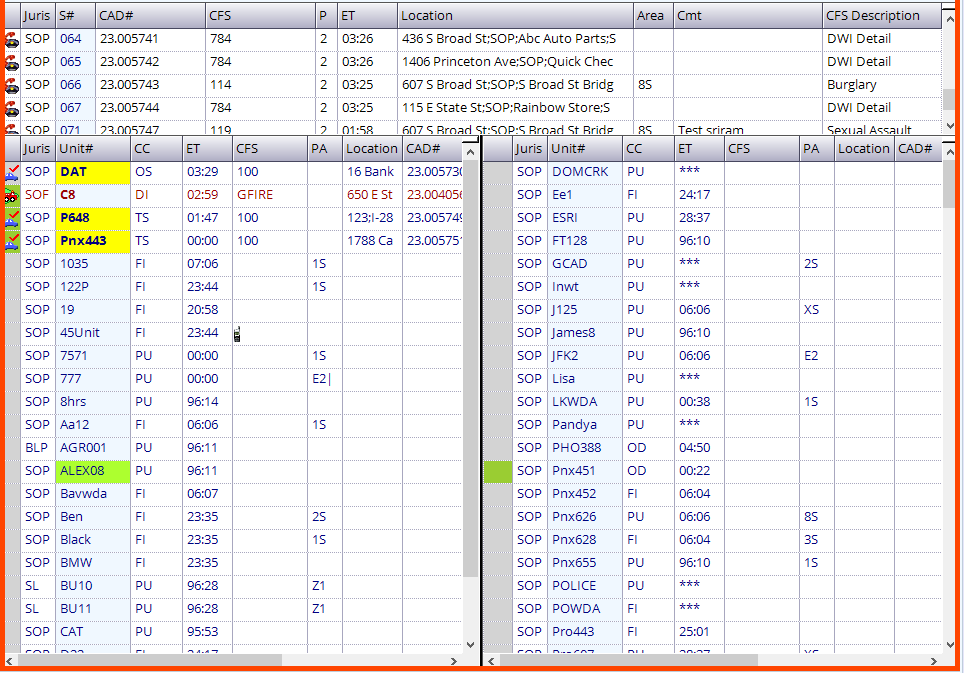 Juris S# CAD# CFS P ET Location Area Cmt CFS Description
SOP 064 23.005741 784 2 03:26 436 S Broad St;SOP;Abc Auto Parts;S DWI Detail
SOP 065 23.005742 784 2 03:26 1406 Princeton Ave;SOP;Quick Chec DWI Detail
SOP 066 23.005743 114 2 03:25 607 S Broad St;SOP;S Broad St Bridg 8S Burglary
SOP 067 23.005744 784 2 03:25 115 E State St;SOP;Rainbow Store;S DWI Detail
SOP 071 23.005747 119 2 01:58 607 S Broad St;SOP;S Broad St Bridg 8S Test sriram Sexual Assault
Juris Unit# CC ET CFS PA Location CAD#
SOP DAT OS 03:29 100 16 Bank 23.005730
SOF C8 DI 02:59 GFIRE 650 E St 23.004056
SOP P648 TS 01:47 100 123;I-28 23.005749
SOP Pnx443 TS 00:00 100 1788 Ca 23.005751
SOP 1035 FI 07:06 1S
SOP 122P FI 23:44 1S
SOP 19 FI 20:58
SOP 45Unit FI 23:44
SOP 7571 PU 00:00 1S
SOP 777 PU 00:00 E2|
SOP 8hrs PU 96:14
SOP Aa12 FI 06:06 1S
BLP AGR001 PU 96:11
SOP ALEX08 PU 96:11
SOP Bavwda FI 06:07
SOP Ben FI 23:35 2S
SOP Black FI 23:35 1S
SOP BMW FI 23:35
SL BU10 PU 96:28 Z1
SL BU11 PU 96:28 Z1
SOP CAT PU 95:53
Juris Unit# CC ET CFS PA Location CAD#
SOP DOMCRK PU ***
SOP Ee1 FI 24:17
SOP ESRI PU 28:37
SOP FT128 PU 96:10
SOP GCAD PU *** 2S
SOP Inwt PU ***
SOP J125 PU 06:06 XS
SOP James8 PU 96:10
SOP JFK2 PU 06:06 E2
SOP Lisa PU ***
SOP LKWDA PU 00:38 1S
SOP Pandya PU ***
SOP PHO388 OD 04:50
SOP Pnx451 OD 00:22
SOP Pnx452 FI 06:04
SOP Pnx626 PU 06:06 8S
SOP Pnx628 FI 06:04 3S
SOP Pnx655 PU 96:10 1S
SOP POLICE PU ***
SOP POWDA FI ***
SOP Pro443 FI 25:01